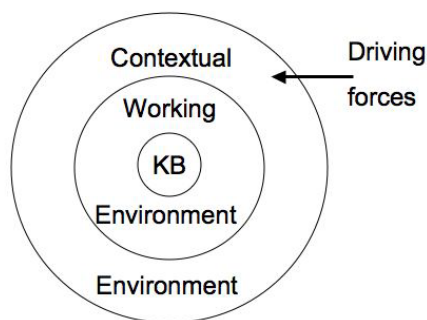 Contextual
Driving
forces
Working
KB
Environment
Environment